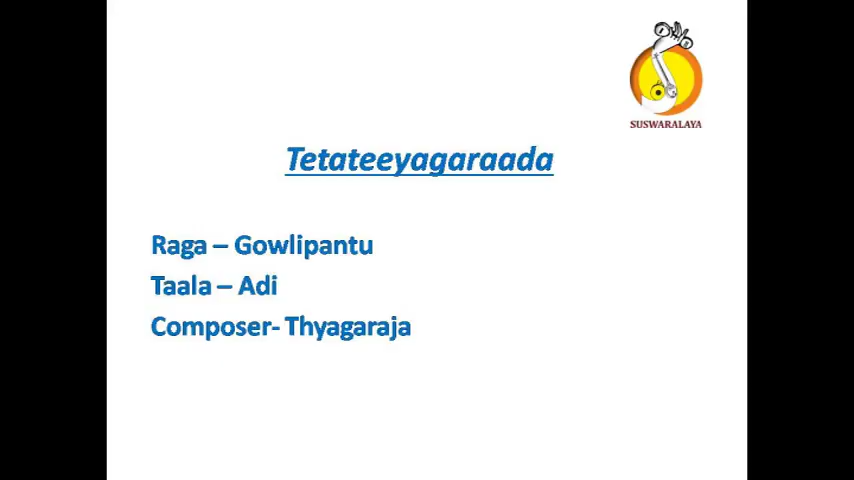 SUSWARALAYA
Tetateeyagaraada
Raga – Gowlipantu
Taala – Adi
Composer- Thyagaraja